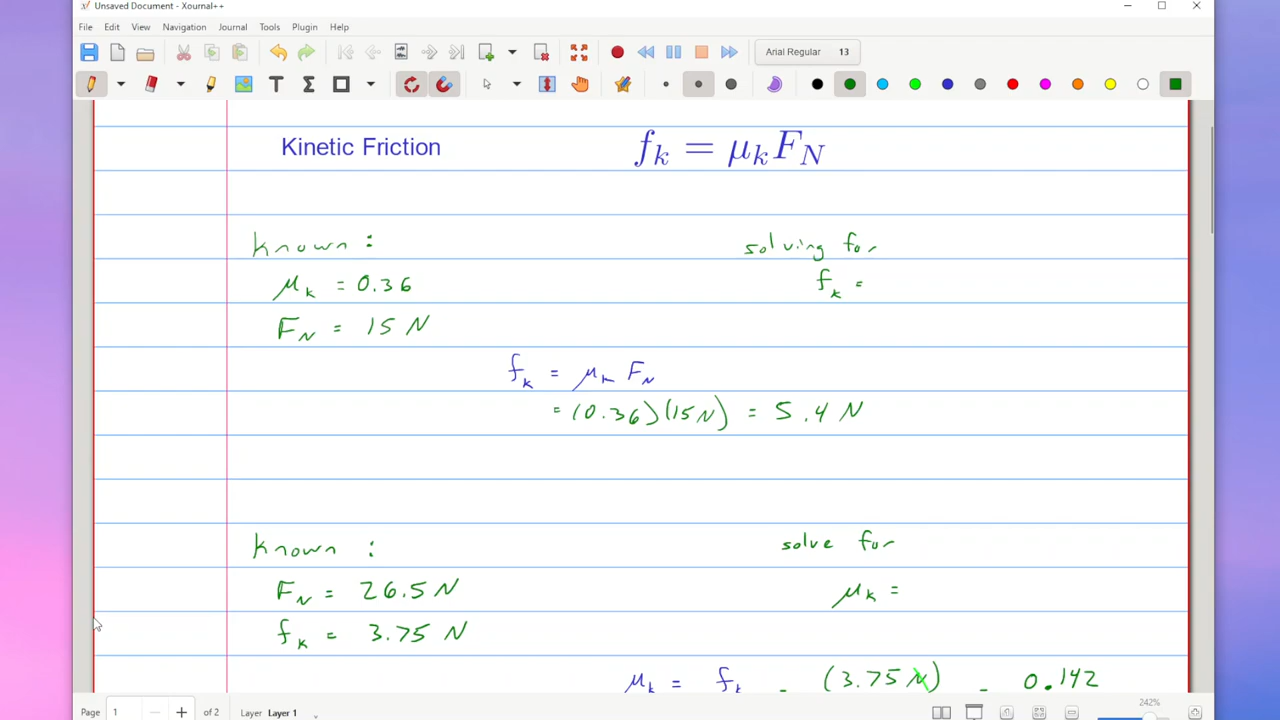 Unsaved Document - Xournal++
File Edit View Navigation Journal Tools Plugin Help
Arial Regular 13
Kinetic Friction f_k = μ_k F_N
known : solving for
μ_k = 0.36 f_k =
F_N = 15 N
f_k = μ_k F_N
= (0.36)(15N) = 5.4 N
known : solve for
F_N = 26.5 N μ_k =
f_k = 3.75 N
μ_k = f_k = (3.75 N) = 0.142
Page 1 of 2 Layer Layer 1 242%